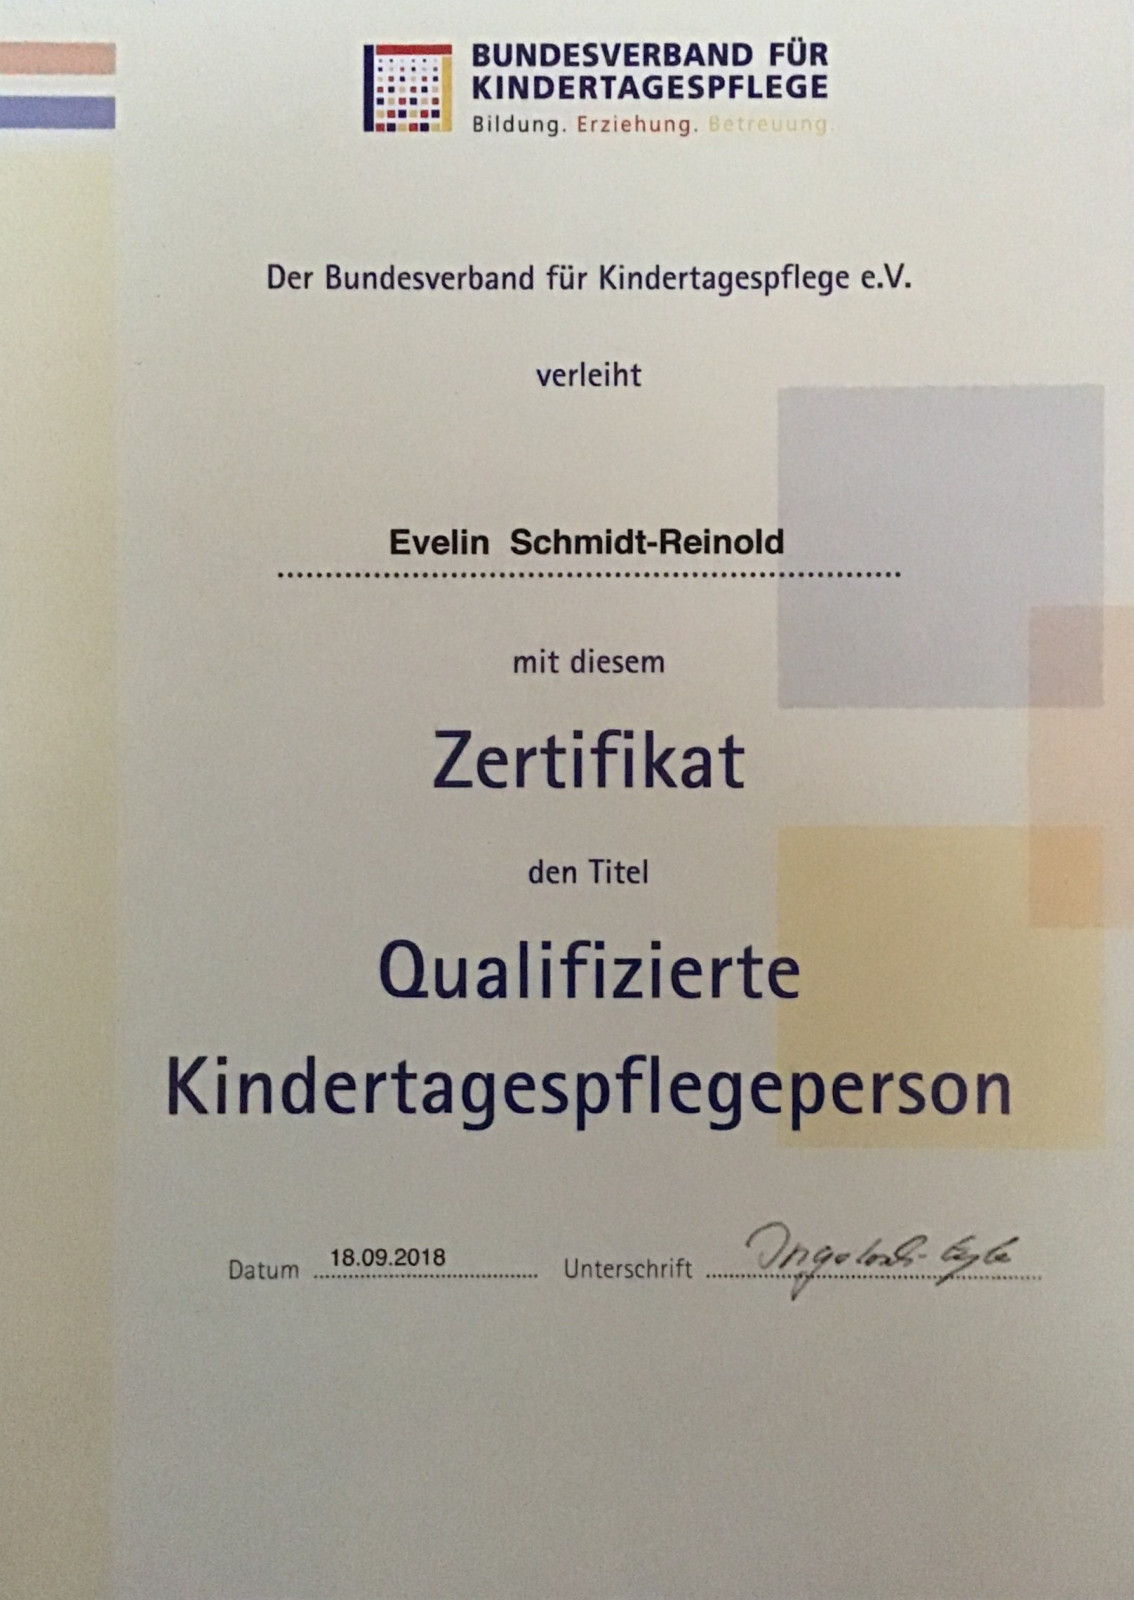 BUNDESVERBAND FÜR
KINDERTAGESPFLEGE
Bildung. Erziehung. Betreuung.
Der Bundesverband für Kindertagespflege e.V.
verleiht
Evelin Schmidt-Reinold
mit diesem
Zertifikat
den Titel
Qualifizierte
Kindertagespflegeperson
Datum 18.09.2018 Unterschrift